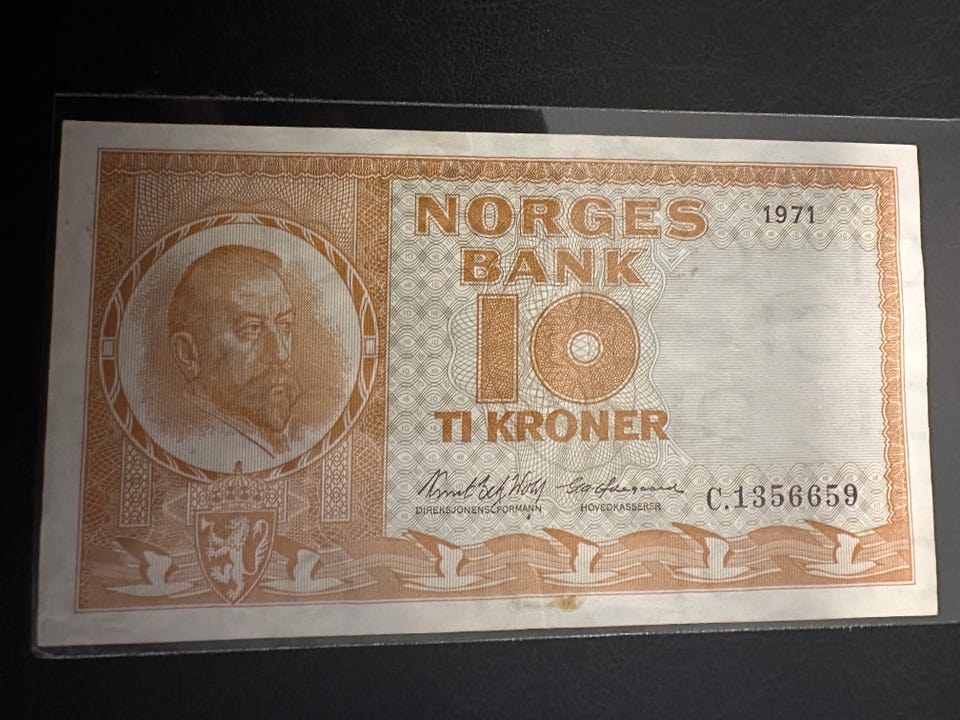 NORGES
1971
BANK
10
TI KRONER
DIREKSJONENS FORMANN
HOVEDKASSERER
C.1356659